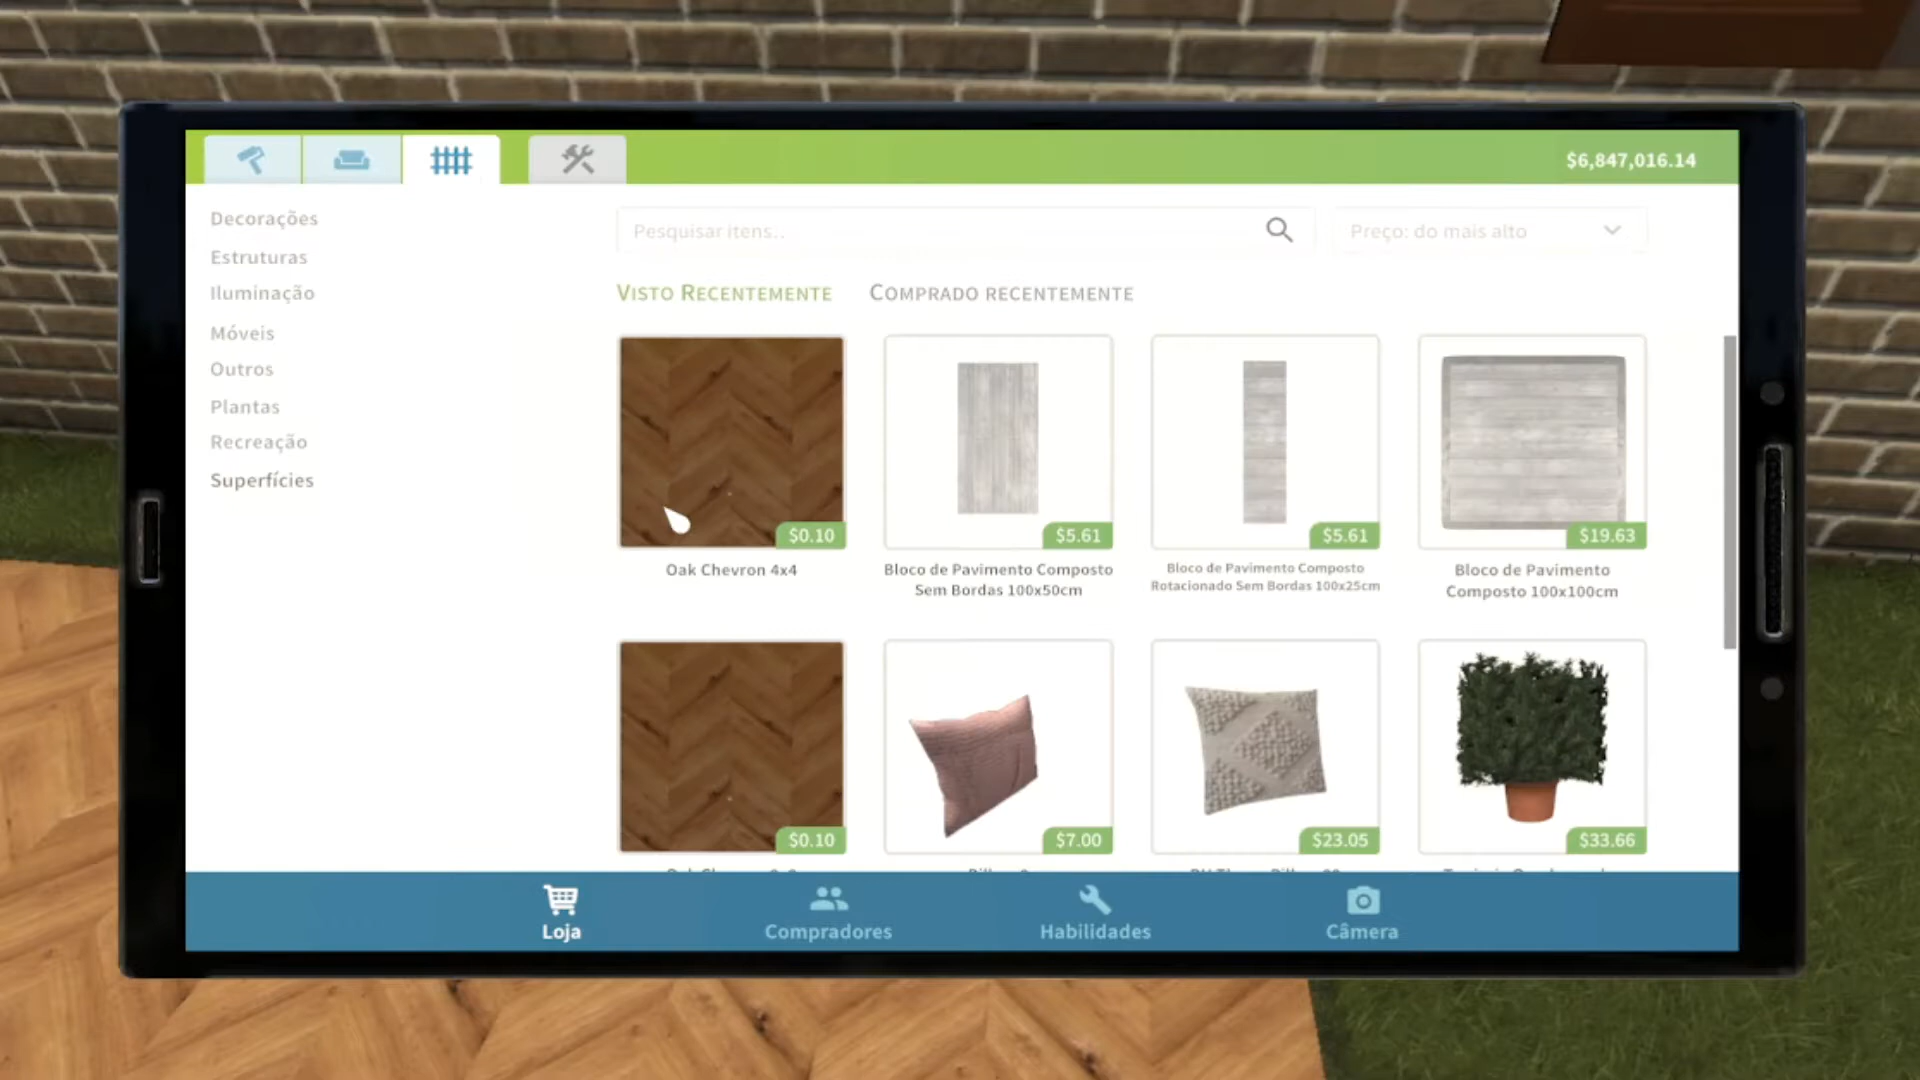 $6,847,016.14
Decorações
Estruturas
Iluminação
Móveis
Outros
Plantas
Recreação
Superfícies
Pesquisar itens..
Preço: do mais alto
VISTO RECENTEMENTE
COMPRADO RECENTEMENTE
$0.10
$5.61
$5.61
$19.63
Oak Chevron 4x4
Bloco de Pavimento Composto
Sem Bordas 100x50cm
Bloco de Pavimento Composto
Rotacionado Sem Bordas 100x25cm
Bloco de Pavimento
Composto 100x100cm
$0.10
$7.00
$23.05
$33.66
Loja
Compradores
Habilidades
Câmera